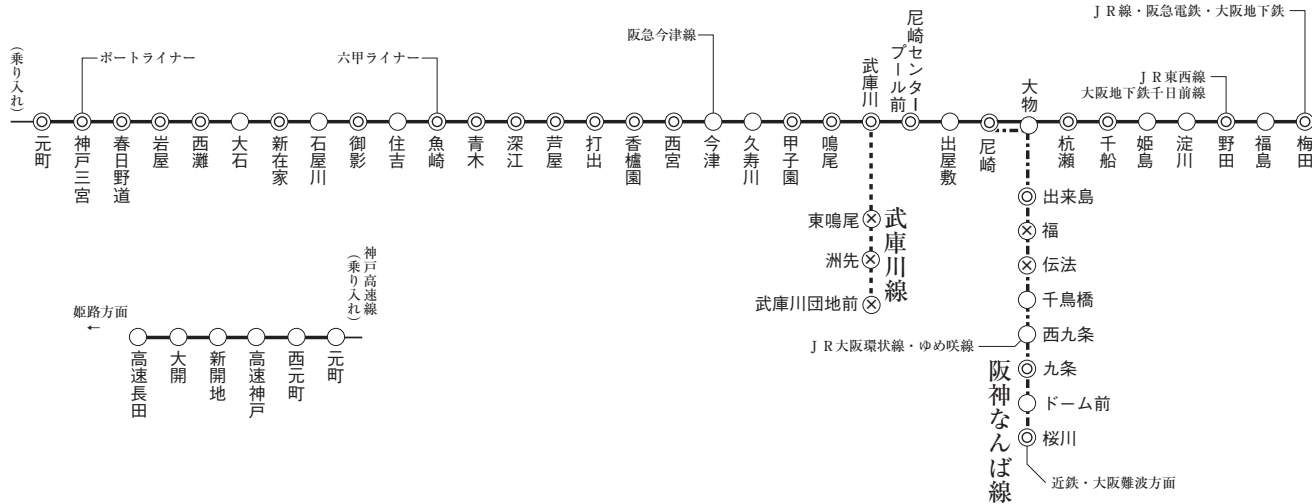 (乗り入れ)
ポートライナー
六甲ライナー
阪急今津線
ＪＲ線・阪急電鉄・大阪地下鉄
ＪＲ東西線
大阪地下鉄千日前線
元町
神戸三宮
春日野道
岩屋
西灘
大石
新在家
石屋川
御影
住吉
魚崎
青木
深江
芦屋
打出
香櫨園
西宮
今津
久寿川
甲子園
鳴尾
武庫川
尼崎センター
プール前
出屋敷
尼崎
大物
杭瀬
千船
姫島
淀川
野田
福島
梅田
東鳴尾
洲先
武庫川団地前
武庫川線
出来島
福
伝法
千鳥橋
西九条
九条
ドーム前
桜川
ＪＲ大阪環状線・ゆめ咲線
阪神なんば線
近鉄・大阪難波方面
姫路方面
←
神戸高速線
(乗り入れ)
高速長田
大開
新開地
高速神戸
西元町
元町